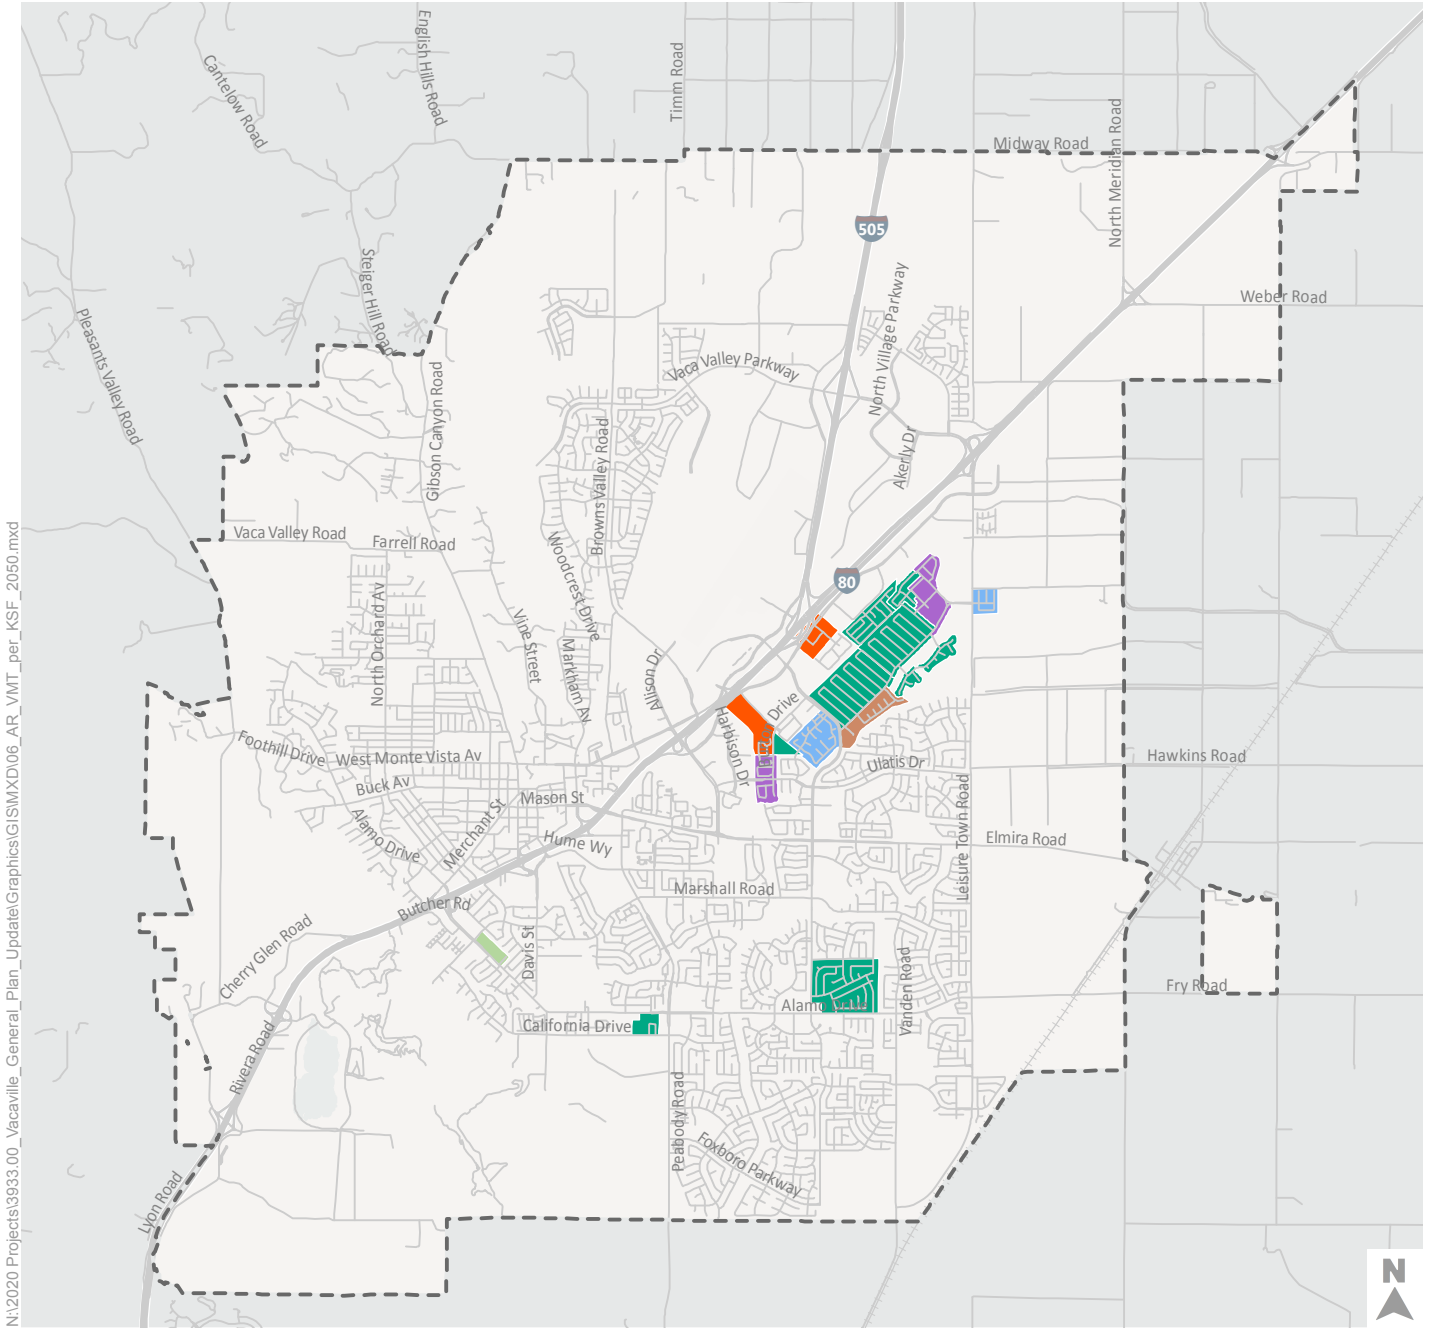 English Hills Road
Cantelow Road
Timm Road
Midway Road
North Meridian Road
505
Steiger Hill Road
North Village Parkway
Weber Road
Pleasants Valley Road
Vaca Valley Parkway
Gibson Canyon Road
Browns Valley Road
Akerly Dr
Vaca Valley Road
Farrell Road
Woodcrest Drive
80
North Orchard Av
Vine Street
Markham Av
Allison Dr
Harbison Dr
Drive
Foothill Drive
West Monte Vista Av
Ulatis Dr
Hawkins Road
Buck Av
Mason St
Merchant St
Leisure Town Road
Alamo Drive
Hume Wy
Elmira Road
Marshall Road
Butcher Rd
Cherry Glen Road
Davis St
Vanden Road
Fry Road
Alamo Drive
California Drive
Rivera Road
Peabody Road
Foxboro Parkway
Lyon Road
N
N:\2020 Projects\3933.00_Vacaville_General_Plan_Update\Graphics\GIS\MXD\06_AR_VMT_per_KSF_2050.mxd